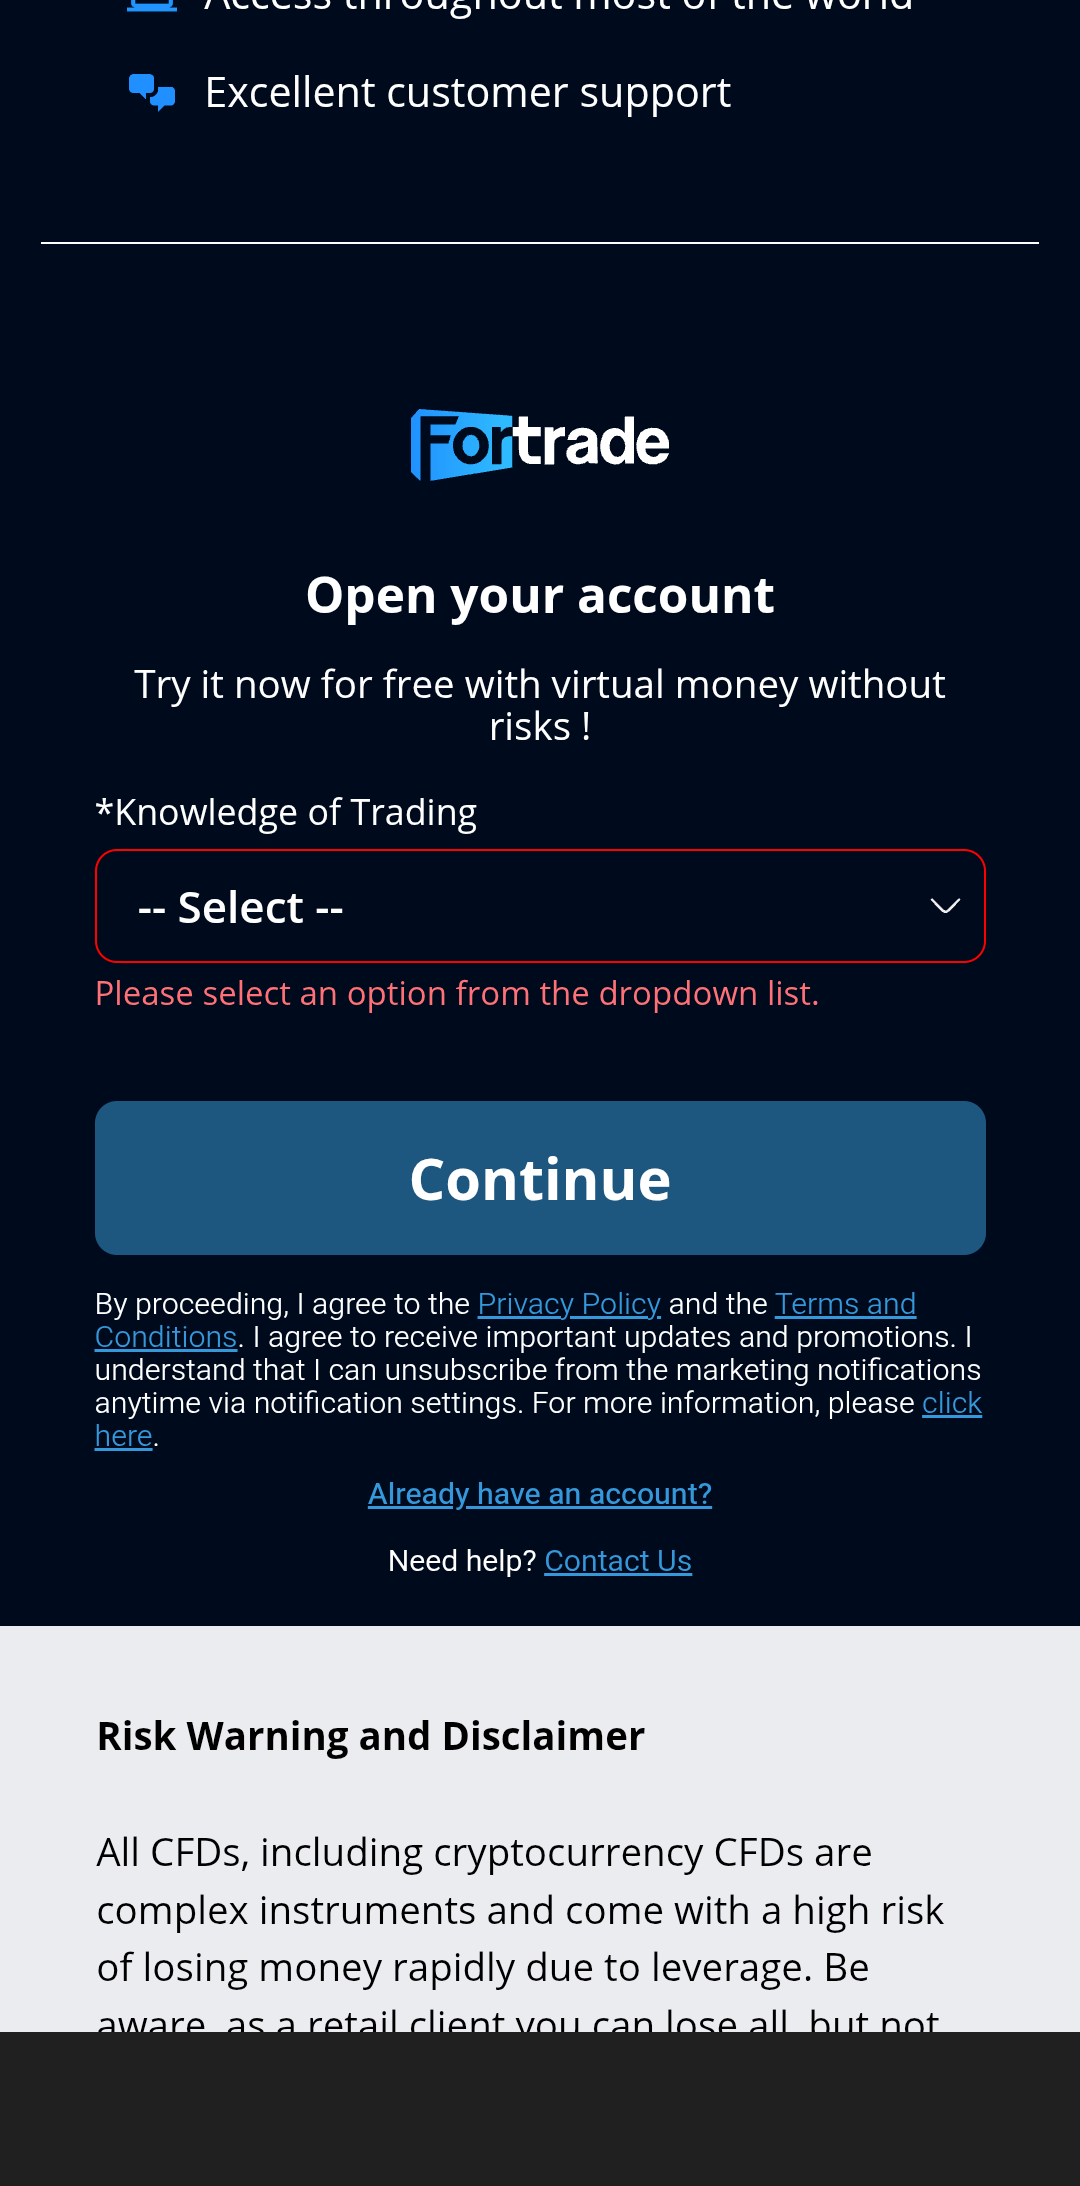 Access throughout most of the world
Excellent customer support
Fortrade
Open your account
Try it now for free with virtual money without
risks !
*Knowledge of Trading
-- Select --
Please select an option from the dropdown list.
Continue
By proceeding, I agree to the Privacy Policy and the Terms and
Conditions. I agree to receive important updates and promotions. I
understand that I can unsubscribe from the marketing notifications
anytime via notification settings. For more information, please click
here.
Already have an account?
Need help? Contact Us
Risk Warning and Disclaimer
All CFDs, including cryptocurrency CFDs are
complex instruments and come with a high risk
of losing money rapidly due to leverage. Be
aware, as a retail client you can lose all, but not